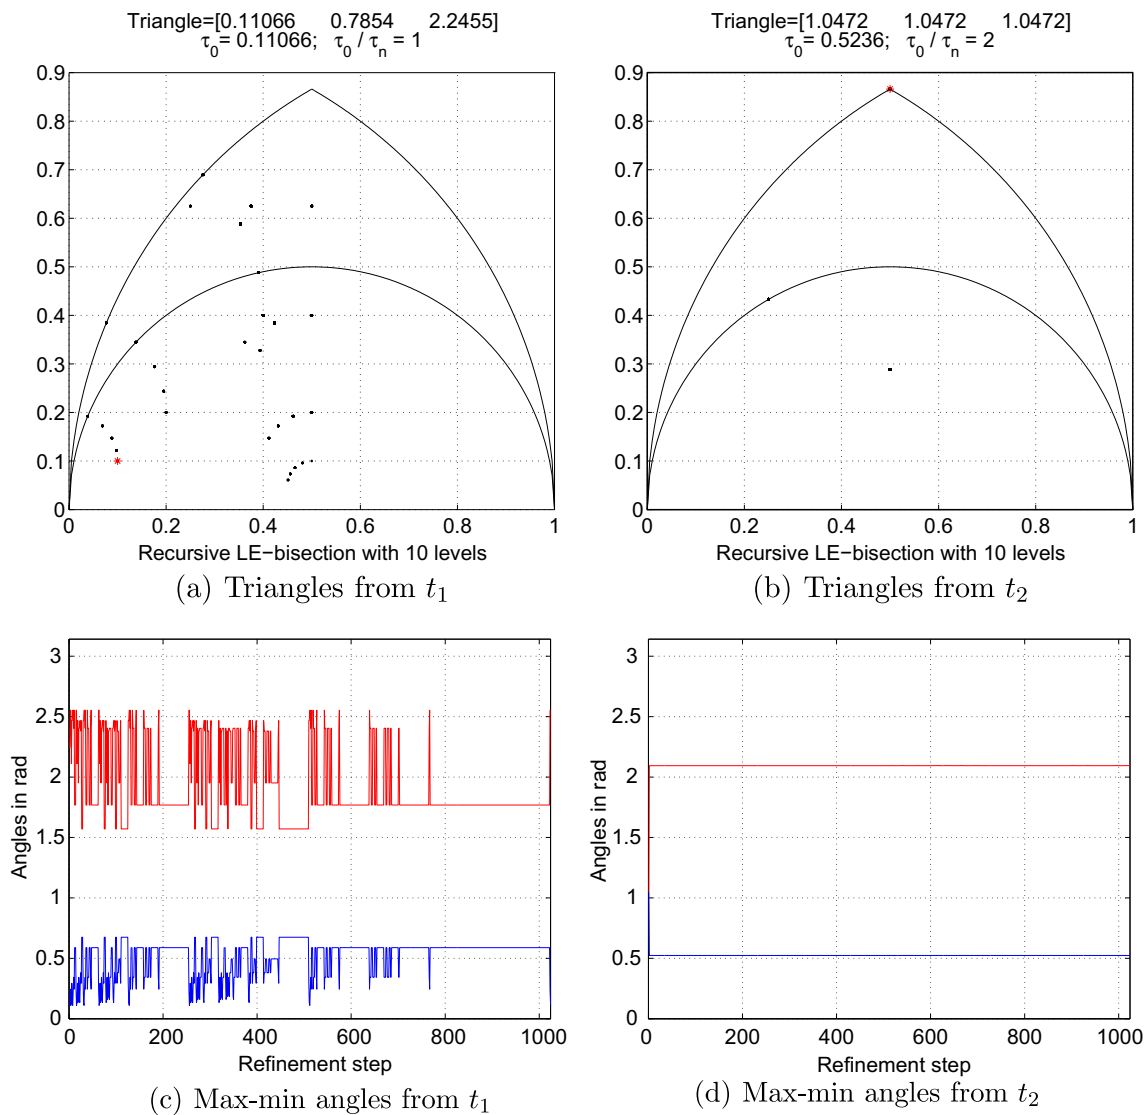 Triangle=[0.11066 0.7854 2.2455]
τ0= 0.11066; τ0 / τn = 1
0.9
0.8
0.7
0.6
0.5
0.4
0.3
0.2
0.1
0
0 0.2 0.4 0.6 0.8 1
Recursive LE−bisection with 10 levels
(a) Triangles from t1
Triangle=[1.0472 1.0472 1.0472]
τ0= 0.5236; τ0 / τn = 2
0.9
0.8
0.7
0.6
0.5
0.4
0.3
0.2
0.1
0
0 0.2 0.4 0.6 0.8 1
Recursive LE−bisection with 10 levels
(b) Triangles from t2
3
2.5
2
1.5
1
0.5
0
Angles in rad
0 200 400 600 800 1000
Refinement step
(c) Max-min angles from t1
3
2.5
2
1.5
1
0.5
0
Angles in rad
0 200 400 600 800 1000
Refinement step
(d) Max-min angles from t2